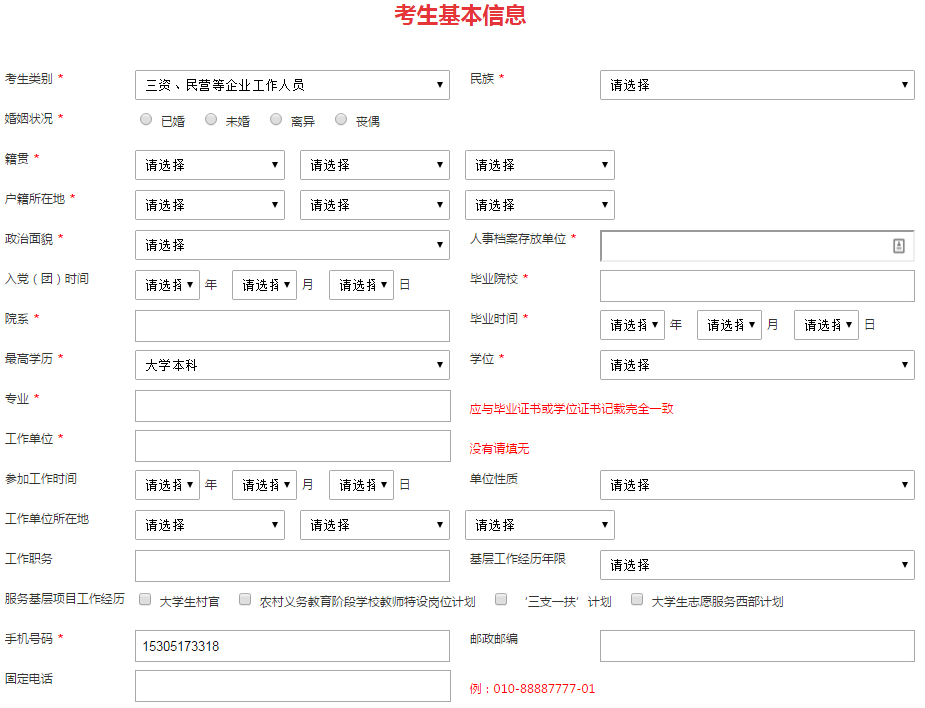 考生基本信息
考生类别 * 三资、民营等企业工作人员 民族 * 请选择
婚姻状况 * 已婚 未婚 离异 丧偶
籍贯 * 请选择 请选择 请选择
户籍所在地 * 请选择 请选择 请选择
政治面貌 * 请选择 人事档案存放单位 *
入党（团）时间 请选择 年 请选择 月 请选择 日 毕业院校 *
院系 * 毕业时间 * 请选择 年 请选择 月 请选择 日
最高学历 * 大学本科 学位 * 请选择
专业 * 应与毕业证书或学位证书记载完全一致
工作单位 * 没有请填无
参加工作时间 请选择 年 请选择 月 请选择 日 单位性质 请选择
工作单位所在地 请选择 请选择 请选择
工作职务 基层工作经历年限 请选择
服务基层项目工作经历 大学生村官 农村义务教育阶段学校教师特设岗位计划 ‘三支一扶’计划 大学生志愿服务西部计划
手机号码 * 15305173318 邮政邮编
固定电话 例：010-88887777-01